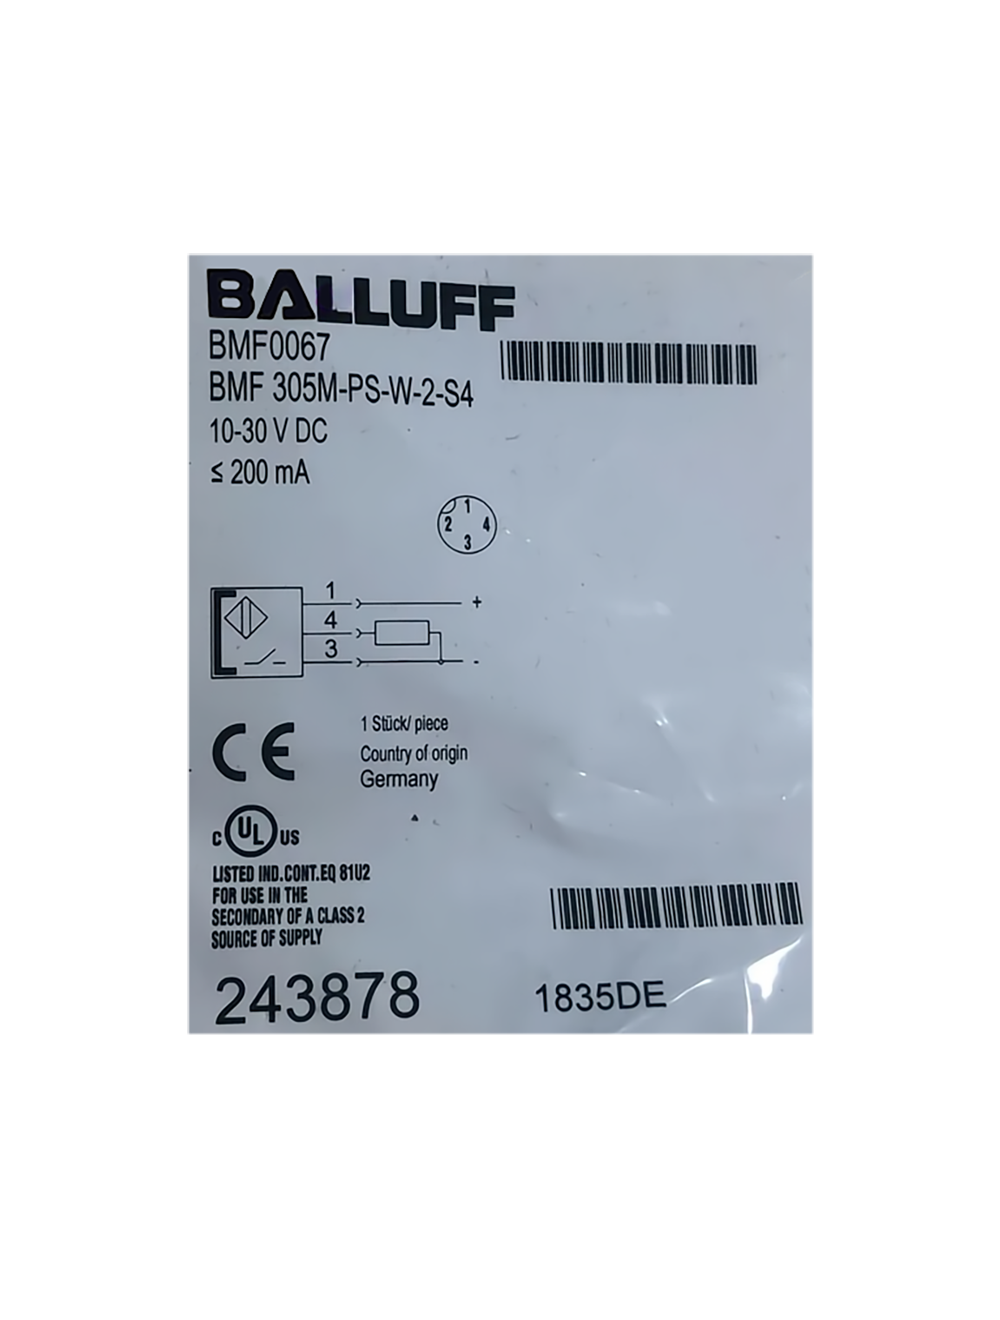 BALLUFF
BMF0067
BMF 305M-PS-W-2-S4
10-30 V DC
≤ 200 mA
1
2 4
3
1 +
4
3 -
CE
1 Stück/ piece
Country of origin
Germany
C UL US
LISTED IND.CONT.EQ 81U2
FOR USE IN THE
SECONDARY OF A CLASS 2
SOURCE OF SUPPLY
243878
1835DE